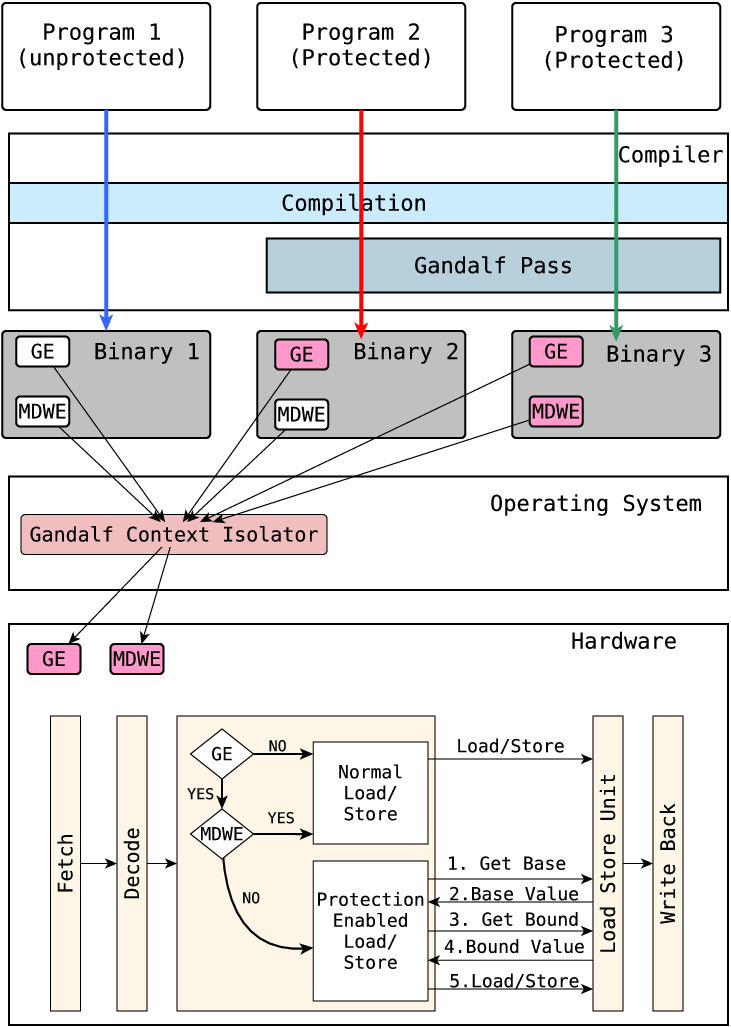 Program 1
(unprotected)
Program 2
(Protected)
Program 3
(Protected)
Compiler
Compilation
Gandalf Pass
GE
Binary 1
MDWE
GE
Binary 2
MDWE
GE
Binary 3
MDWE
Operating System
Gandalf Context Isolator
Hardware
GE
MDWE
Fetch
Decode
GE
NO
YES
MDWE
YES
NO
Normal
Load/
Store
Protection
Enabled
Load/
Store
Load/Store
1. Get Base
2.Base Value
3. Get Bound
4.Bound Value
5.Load/Store
Load Store Unit
Write Back